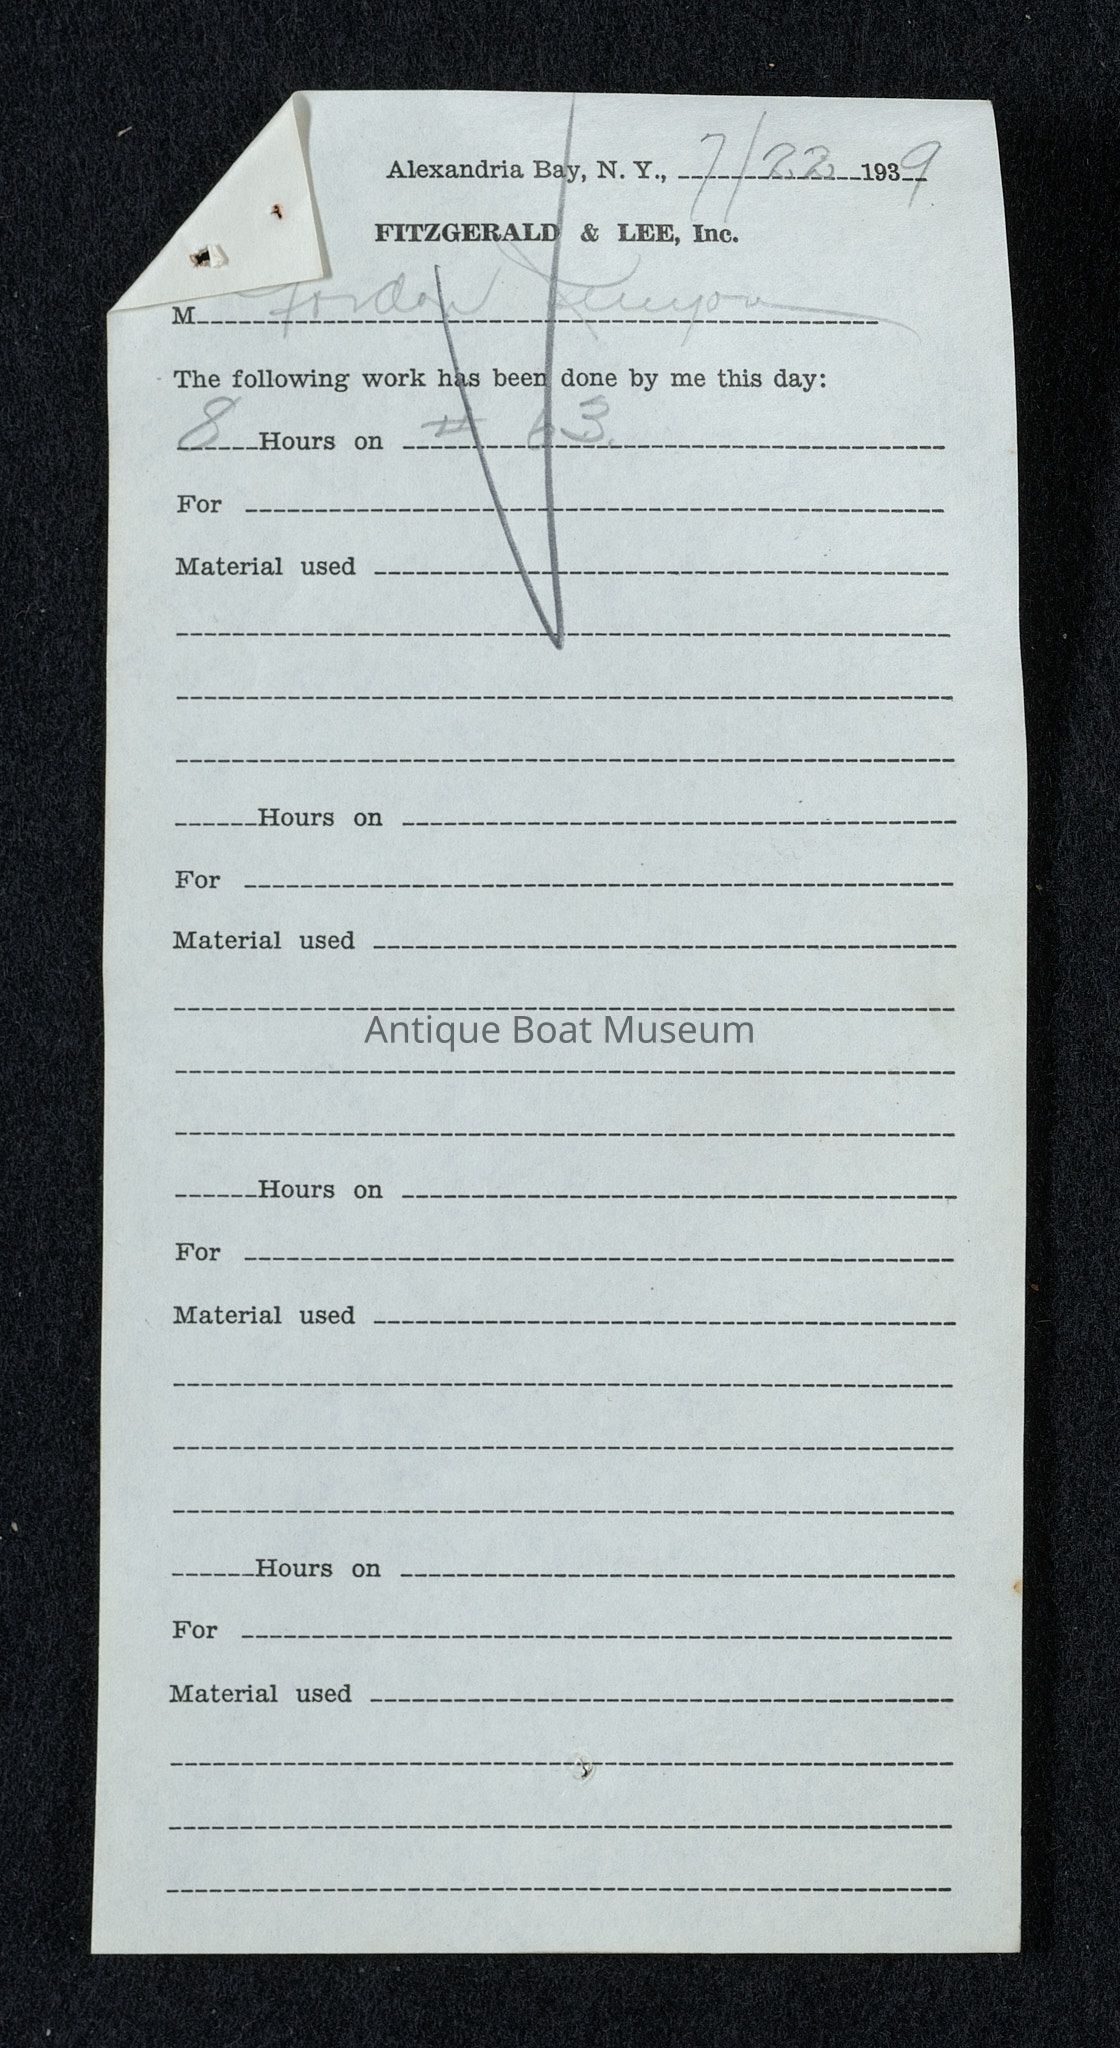 Alexandria Bay, N. Y., 7/22 1939
FITZGERALD & LEE, Inc.
M Gordon Kenyon
The following work has been done by me this day:
8 Hours on # 63.
For
Material used
Hours on
For
Material used
Antique Boat Museum
Hours on
For
Material used
Hours on
For
Material used